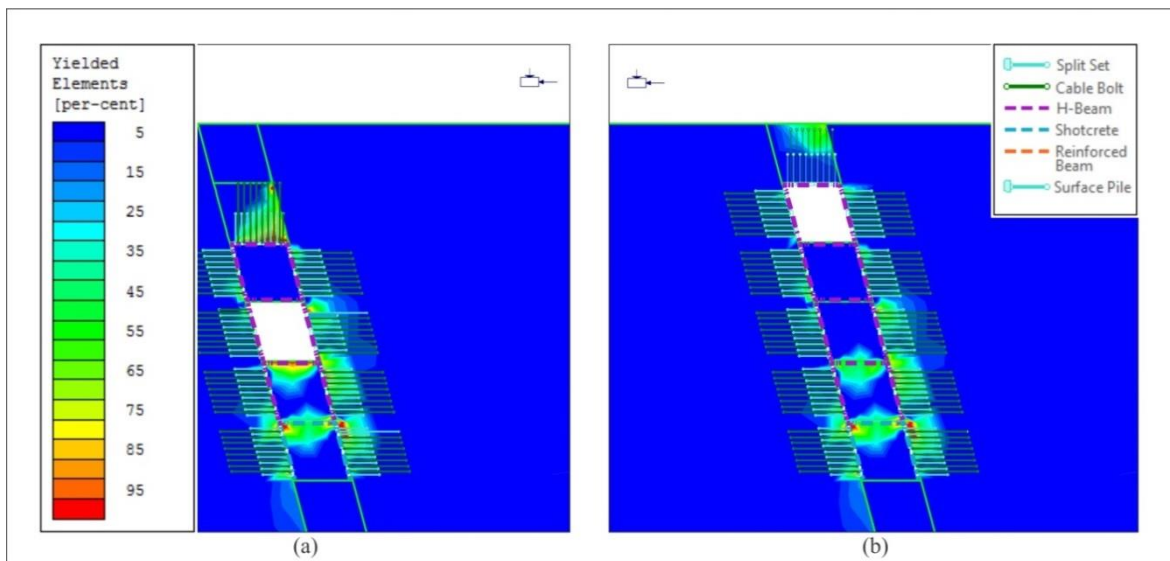 Yielded
Elements
[per-cent]
5
15
25
35
45
55
65
75
85
95
Split Set
Cable Bolt
H-Beam
Shotcrete
Reinforced
Beam
Surface Pile
(a)
(b)